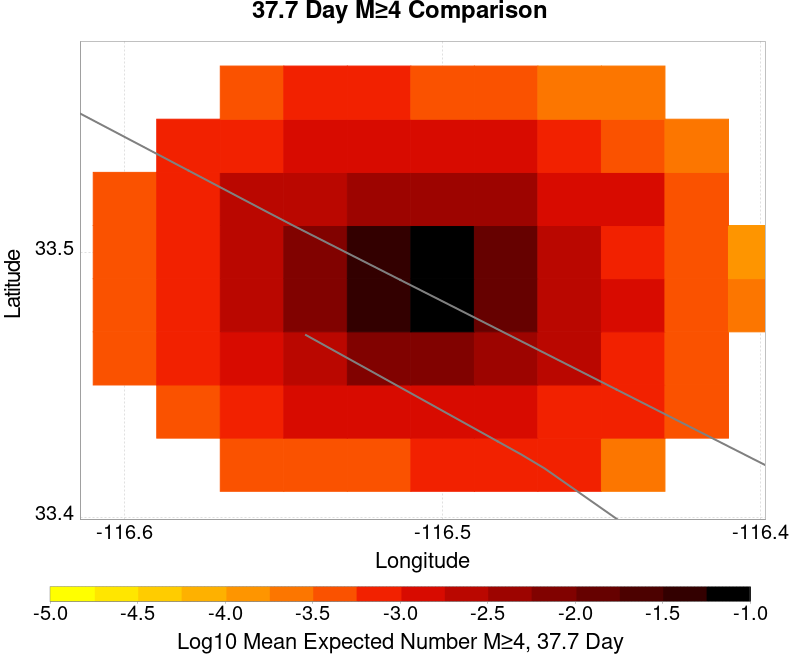 37.7 Day M≥4 Comparison
33.5
33.4
Latitude
-116.6 -116.5 -116.4
Longitude
-5.0 -4.5 -4.0 -3.5 -3.0 -2.5 -2.0 -1.5 -1.0
Log10 Mean Expected Number M≥4, 37.7 Day